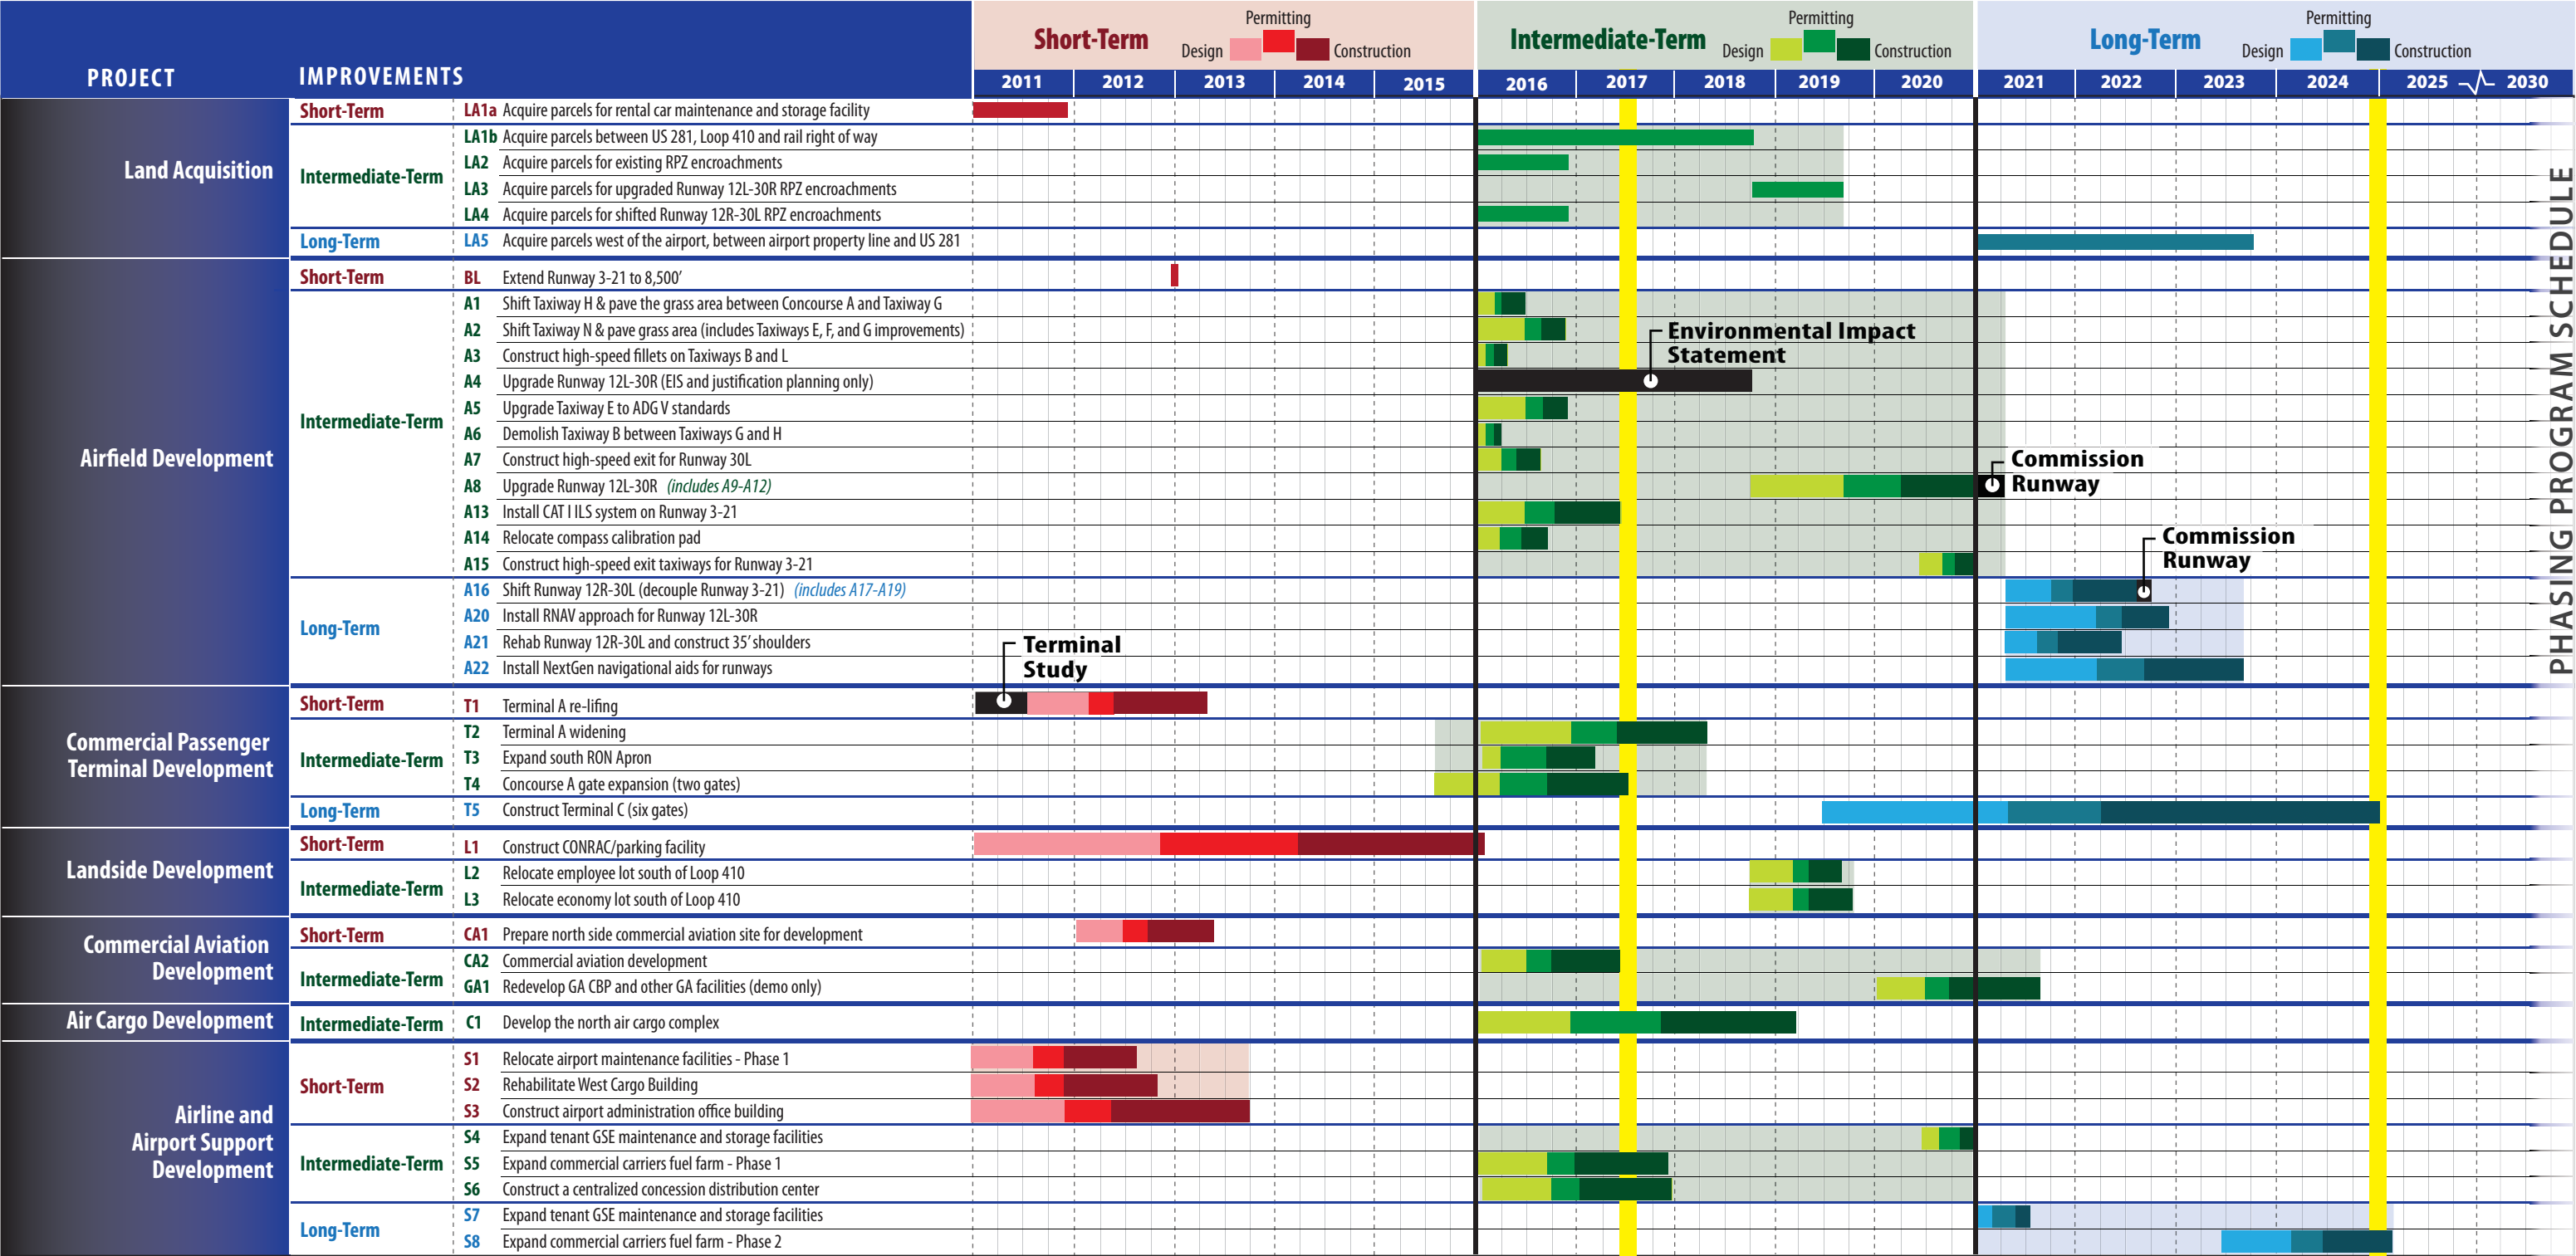 Short-Term
Permitting
Design
Construction
Intermediate-Term
Permitting
Design
Construction
Long-Term
Permitting
Design
Construction
PROJECT
IMPROVEMENTS
2011 2012 2013 2014 2015 2016 2017 2018 2019 2020 2021 2022 2023 2024 2025 2030
PHASING PROGRAM SCHEDULE
Land Acquisition
Short-Term
LA1a Acquire parcels for rental car maintenance and storage facility
Intermediate-Term
LA1b Acquire parcels between US 281, Loop 410 and rail right of way
LA2 Acquire parcels for existing RPZ encroachments
LA3 Acquire parcels for upgraded Runway 12L-30R RPZ encroachments
LA4 Acquire parcels for shifted Runway 12R-30L RPZ encroachments
Long-Term
LA5 Acquire parcels west of the airport, between airport property line and US 281
Airfield Development
Short-Term
BL Extend Runway 3-21 to 8,500’
Intermediate-Term
A1 Shift Taxiway H & pave the grass area between Concourse A and Taxiway G
A2 Shift Taxiway N & pave grass area (includes Taxiways E, F, and G improvements)
A3 Construct high-speed fillets on Taxiways B and L
Environmental Impact
Statement
A4 Upgrade Runway 12L-30R (EIS and justification planning only)
A5 Upgrade Taxiway E to ADG V standards
A6 Demolish Taxiway B between Taxiways G and H
A7 Construct high-speed exit for Runway 30L
Commission
Runway
A8 Upgrade Runway 12L-30R (includes A9-A12)
A13 Install CAT I ILS system on Runway 3-21
A14 Relocate compass calibration pad
A15 Construct high-speed exit taxiways for Runway 3-21
Commission
Runway
Long-Term
A16 Shift Runway 12R-30L (decouple Runway 3-21) (includes A17-A19)
A20 Install RNAV approach for Runway 12L-30R
A21 Rehab Runway 12R-30L and construct 35’ shoulders
A22 Install NextGen navigational aids for runways
Terminal
Study
Commercial Passenger
Terminal Development
Short-Term
T1 Terminal A re-lifing
Intermediate-Term
T2 Terminal A widening
T3 Expand south RON Apron
T4 Concourse A gate expansion (two gates)
Long-Term
T5 Construct Terminal C (six gates)
Landside Development
Short-Term
L1 Construct CONRAC/parking facility
Intermediate-Term
L2 Relocate employee lot south of Loop 410
L3 Relocate economy lot south of Loop 410
Commercial Aviation
Development
Short-Term
CA1 Prepare north side commercial aviation site for development
Intermediate-Term
CA2 Commercial aviation development
GA1 Redevelop GA CBP and other GA facilities (demo only)
Air Cargo Development
Intermediate-Term
C1 Develop the north air cargo complex
Airline and
Airport Support
Development
Short-Term
S1 Relocate airport maintenance facilities - Phase 1
S2 Rehabilitate West Cargo Building
S3 Construct airport administration office building
Intermediate-Term
S4 Expand tenant GSE maintenance and storage facilities
S5 Expand commercial carriers fuel farm - Phase 1
S6 Construct a centralized concession distribution center
Long-Term
S7 Expand tenant GSE maintenance and storage facilities
S8 Expand commercial carriers fuel farm - Phase 2